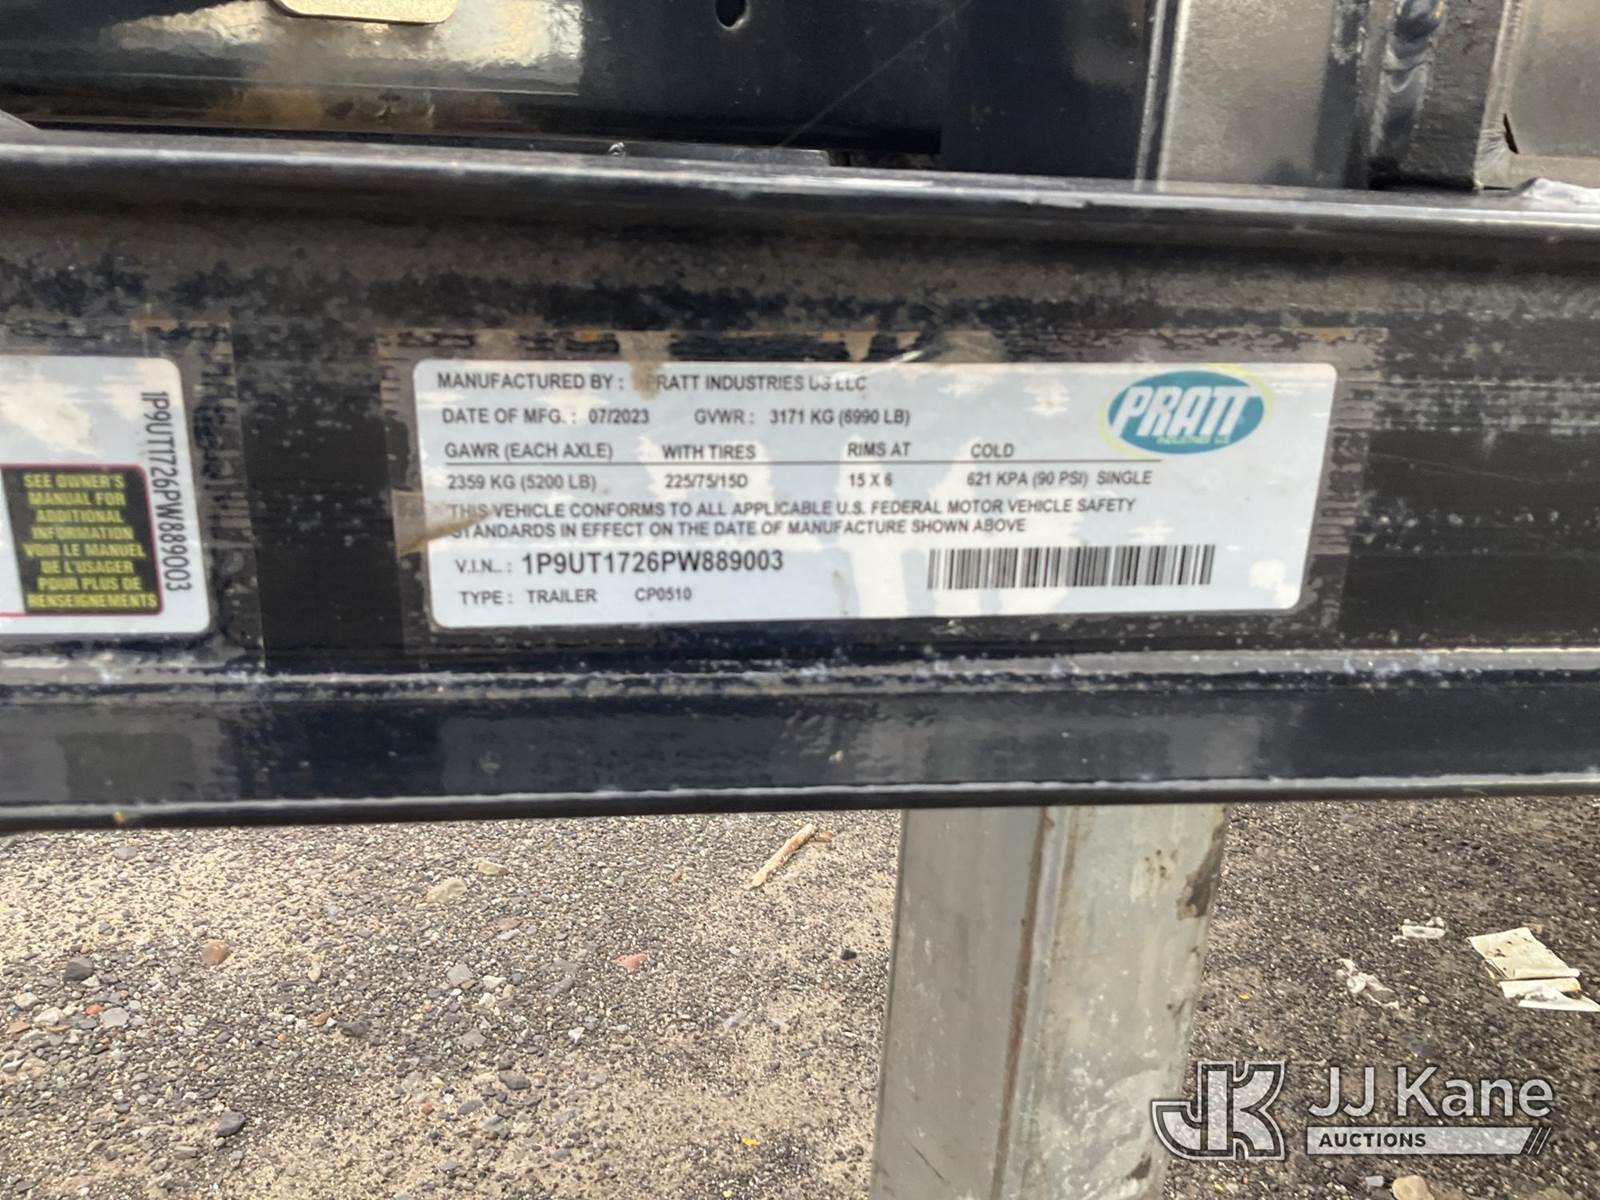 MANUFACTURED BY : PRATT INDUSTRIES US LLC
DATE OF MFG. : 07/2023 GVWR : 3171 KG (6990 LB)
GAWR (EACH AXLE) WITH TIRES RIMS AT COLD
2359 KG (5200 LB) 225/75/15D 15 X 6 621 KPA (90 PSI) SINGLE
THIS VEHICLE CONFORMS TO ALL APPLICABLE U.S. FEDERAL MOTOR VEHICLE SAFETY
STANDARDS IN EFFECT ON THE DATE OF MANUFACTURE SHOWN ABOVE
V.I.N.. : 1P9UT1726PW889003
TYPE : TRAILER CP0510
PRATT
INDUSTRIES LLC
1P9UT1726PW889003
SEE OWNER'S
MANUAL FOR
ADDITIONAL
INFORMATION
VOIR LE MANUEL
DE L'USAGER
POUR PLUS DE
RENSEIGNEMENTS
JK JJ Kane
AUCTIONS